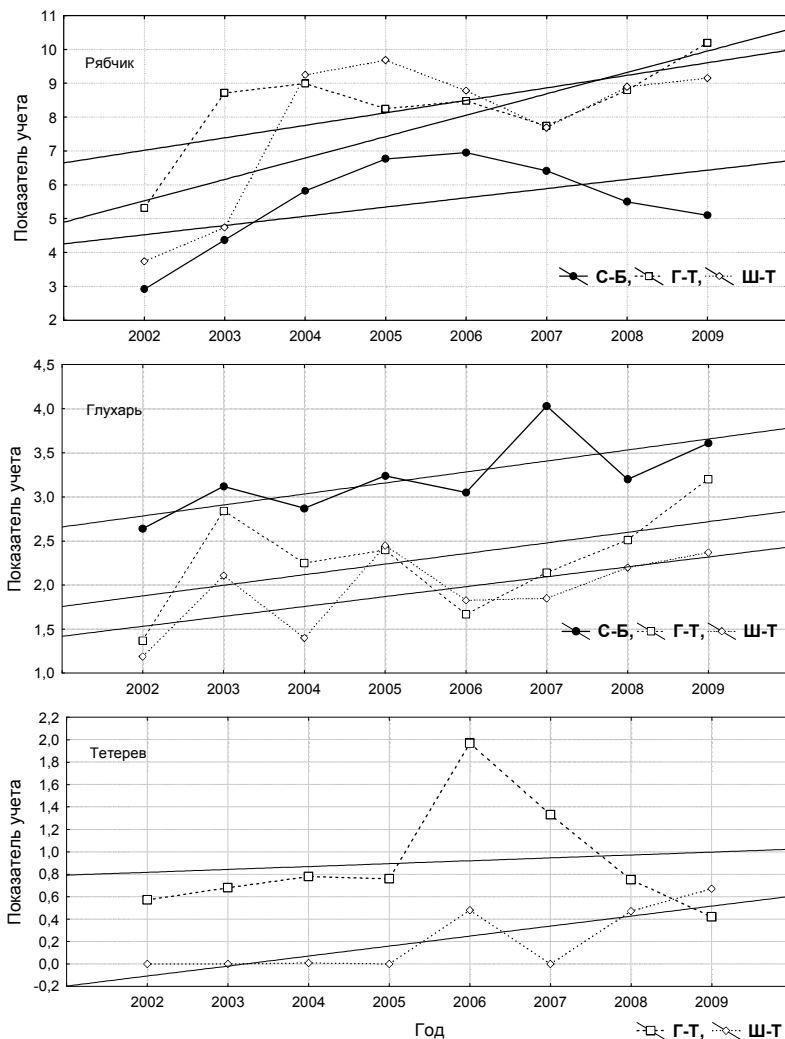 11
10
Рябчик
9
8
7
6
5
4
3
2
Показатель учета
С-Б, Г-Т, Ш-Т
2002 2003 2004 2005 2006 2007 2008 2009
4,5
Глухарь
4,0
3,5
3,0
2,5
2,0
1,5
1,0
Показатель учета
С-Б, Г-Т, Ш-Т
2002 2003 2004 2005 2006 2007 2008 2009
2,2
2,0
Тетерев
1,8
1,6
1,4
1,2
1,0
0,8
0,6
0,4
0,2
0,0
-0,2
Показатель учета
2002 2003 2004 2005 2006 2007 2008 2009
Год
Г-Т, Ш-Т